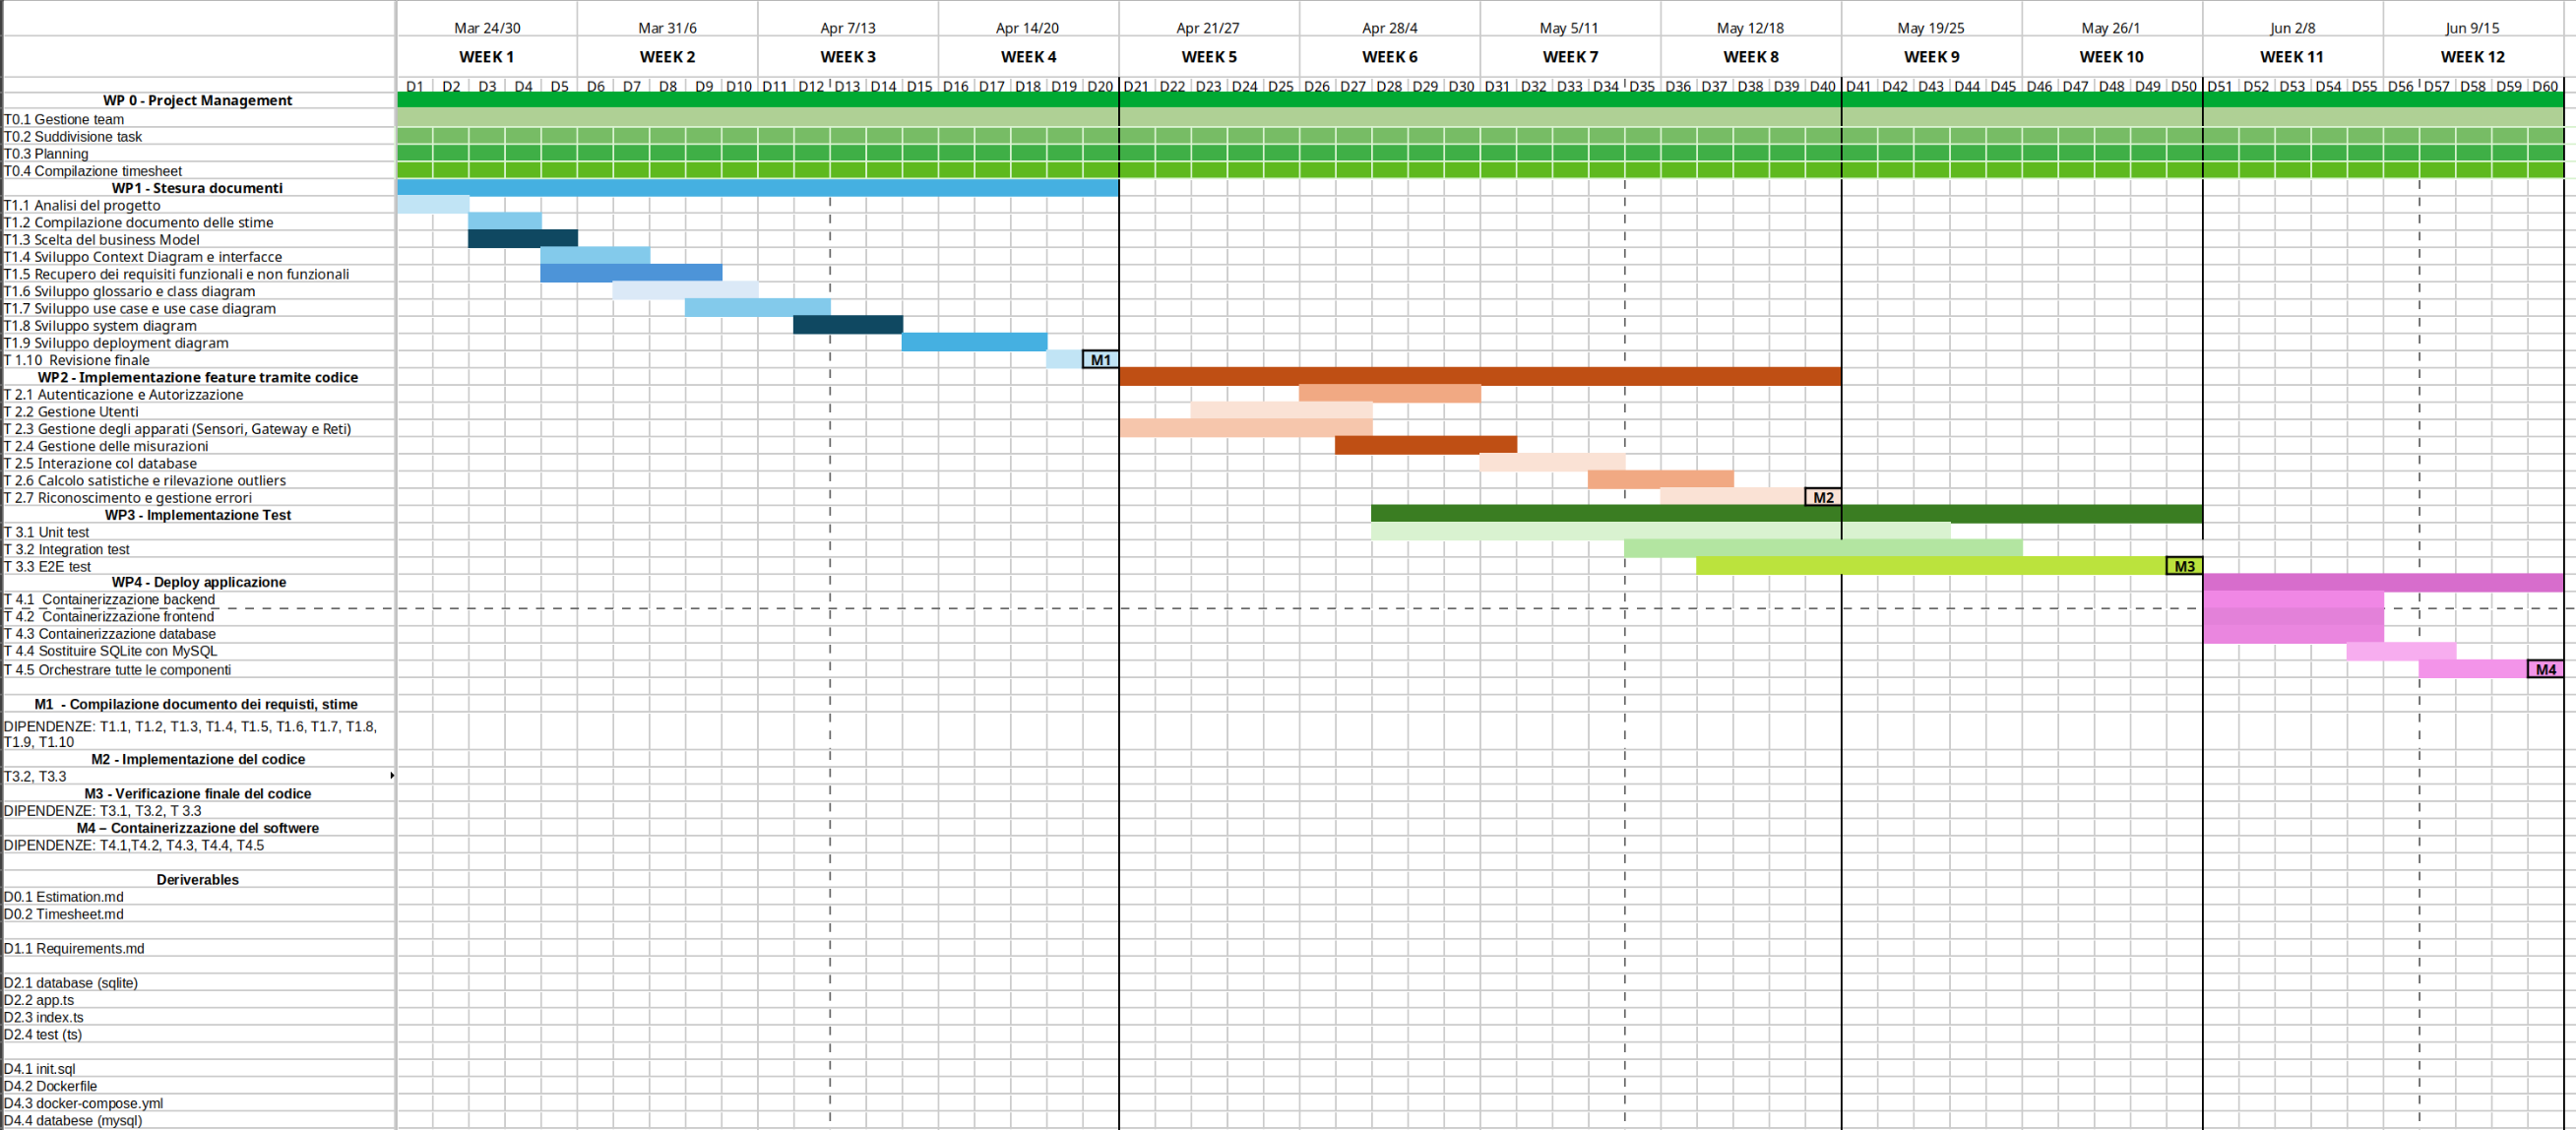 Mar 24/30 Mar 31/6 Apr 7/13 Apr 14/20 Apr 21/27 Apr 28/4 May 5/11 May 12/18 May 19/25 May 26/1 Jun 2/8 Jun 9/15
WEEK 1 WEEK 2 WEEK 3 WEEK 4 WEEK 5 WEEK 6 WEEK 7 WEEK 8 WEEK 9 WEEK 10 WEEK 11 WEEK 12
D1 D2 D3 D4 D5 D6 D7 D8 D9 D10 D11 D12 D13 D14 D15 D16 D17 D18 D19 D20 D21 D22 D23 D24 D25 D26 D27 D28 D29 D30 D31 D32 D33 D34 D35 D36 D37 D38 D39 D40 D41 D42 D43 D44 D45 D46 D47 D48 D49 D50 D51 D52 D53 D54 D55 D56 D57 D58 D59 D60
WP 0 - Project Management
T0.1 Gestione team
T0.2 Suddivisione task
T0.3 Planning
T0.4 Compilazione timesheet
WP1 - Stesura documenti
T1.1 Analisi del progetto
T1.2 Compilazione documento delle stime
T1.3 Scelta del business Model
T1.4 Sviluppo Context Diagram e interfacce
T1.5 Recupero dei requisiti funzionali e non funzionali
T1.6 Sviluppo glossario e class diagram
T1.7 Sviluppo use case e use case diagram
T1.8 Sviluppo system diagram
T1.9 Sviluppo deployment diagram
T 1.10 Revisione finale M1
WP2 - Implementazione feature tramite codice
T 2.1 Autenticazione e Autorizzazione
T 2.2 Gestione Utenti
T 2.3 Gestione degli apparati (Sensori, Gateway e Reti)
T 2.4 Gestione delle misurazioni
T 2.5 Interazione col database
T 2.6 Calcolo satistiche e rilevazione outliers
T 2.7 Riconoscimento e gestione errori M2
WP3 - Implementazione Test
T 3.1 Unit test
T 3.2 Integration test
T 3.3 E2E test M3
WP4 - Deploy applicazione
T 4.1 Containerizzazione backend
T 4.2 Containerizzazione frontend
T 4.3 Containerizzazione database
T 4.4 Sostituire SQLite con MySQL
T 4.5 Orchestrare tutte le componenti M4
M1 - Compilazione documento dei requisti, stime
DIPENDENZE: T1.1, T1.2, T1.3, T1.4, T1.5, T1.6, T1.7, T1.8,
T1.9, T1.10
M2 - Implementazione del codice
T3.2, T3.3
M3 - Verificazione finale del codice
DIPENDENZE: T3.1, T3.2, T 3.3
M4 – Containerizzazione del softwere
DIPENDENZE: T4.1,T4.2, T4.3, T4.4, T4.5
Deriverables
D0.1 Estimation.md
D0.2 Timesheet.md
D1.1 Requirements.md
D2.1 database (sqlite)
D2.2 app.ts
D2.3 index.ts
D2.4 test (ts)
D4.1 init.sql
D4.2 Dockerfile
D4.3 docker-compose.yml
D4.4 databese (mysql)